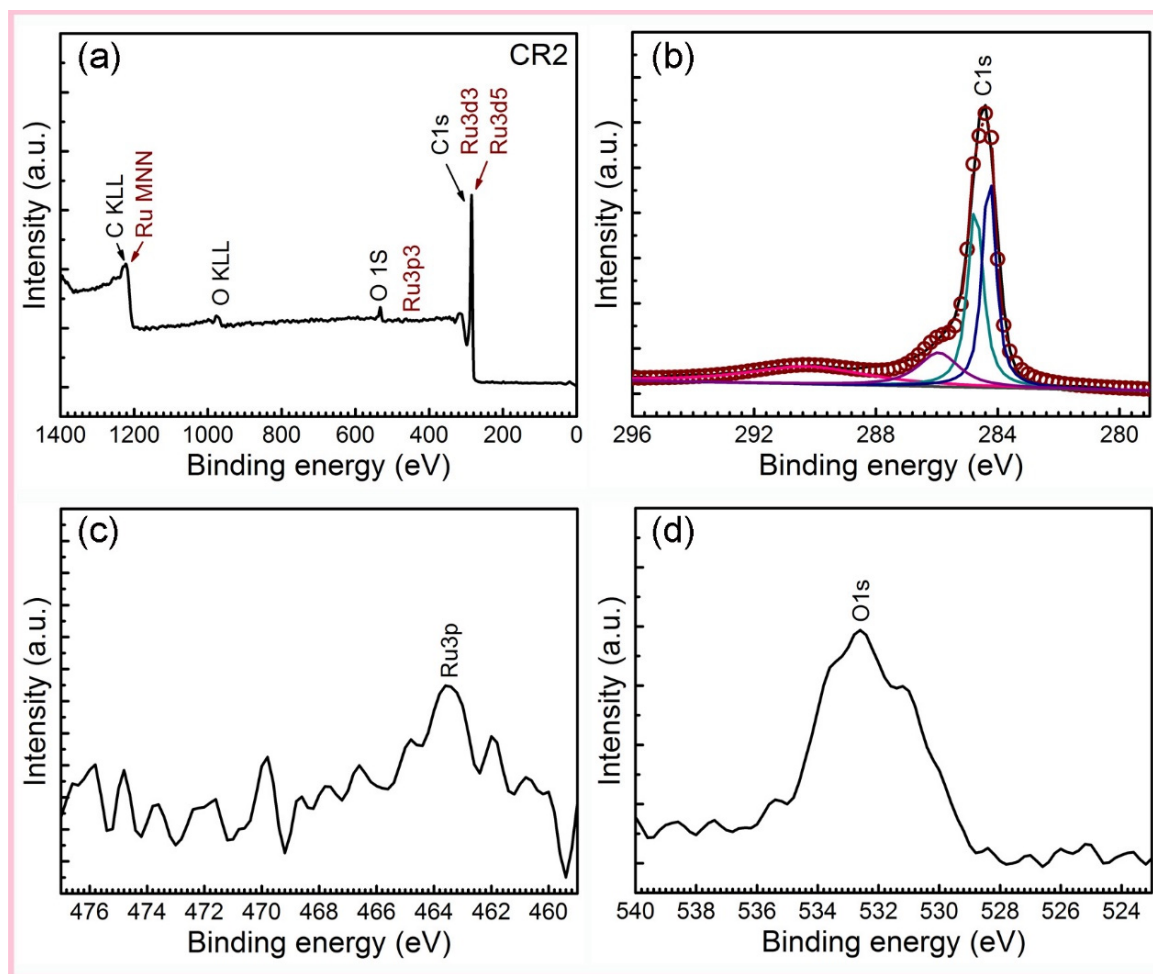 (a)
CR2
Intensity (a.u.)
C KLL
Ru MNN
O KLL
O 1S
Ru3p3
C1s
Ru3d3
Ru3d5
1400 1200 1000 800 600 400 200 0
Binding energy (eV)
(b)
C1s
Intensity (a.u.)
296 292 288 284 280
Binding energy (eV)
(c)
Ru3p
Intensity (a.u.)
476 474 472 470 468 466 464 462 460
Binding energy (eV)
(d)
O1s
Intensity (a.u.)
540 538 536 534 532 530 528 526 524
Binding energy (eV)